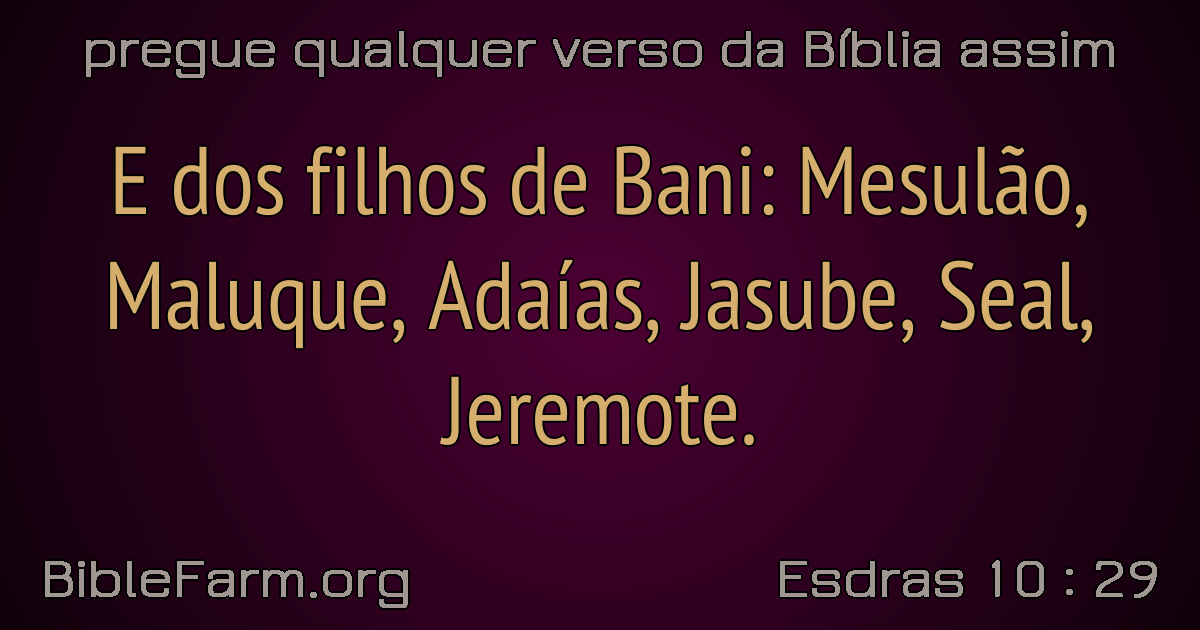 pregue qualquer verso da Bíblia assim
E dos filhos de Bani: Mesulão,
Maluque, Adaías, Jasube, Seal,
Jeremote.
BibleFarm.org
Esdras 10 : 29